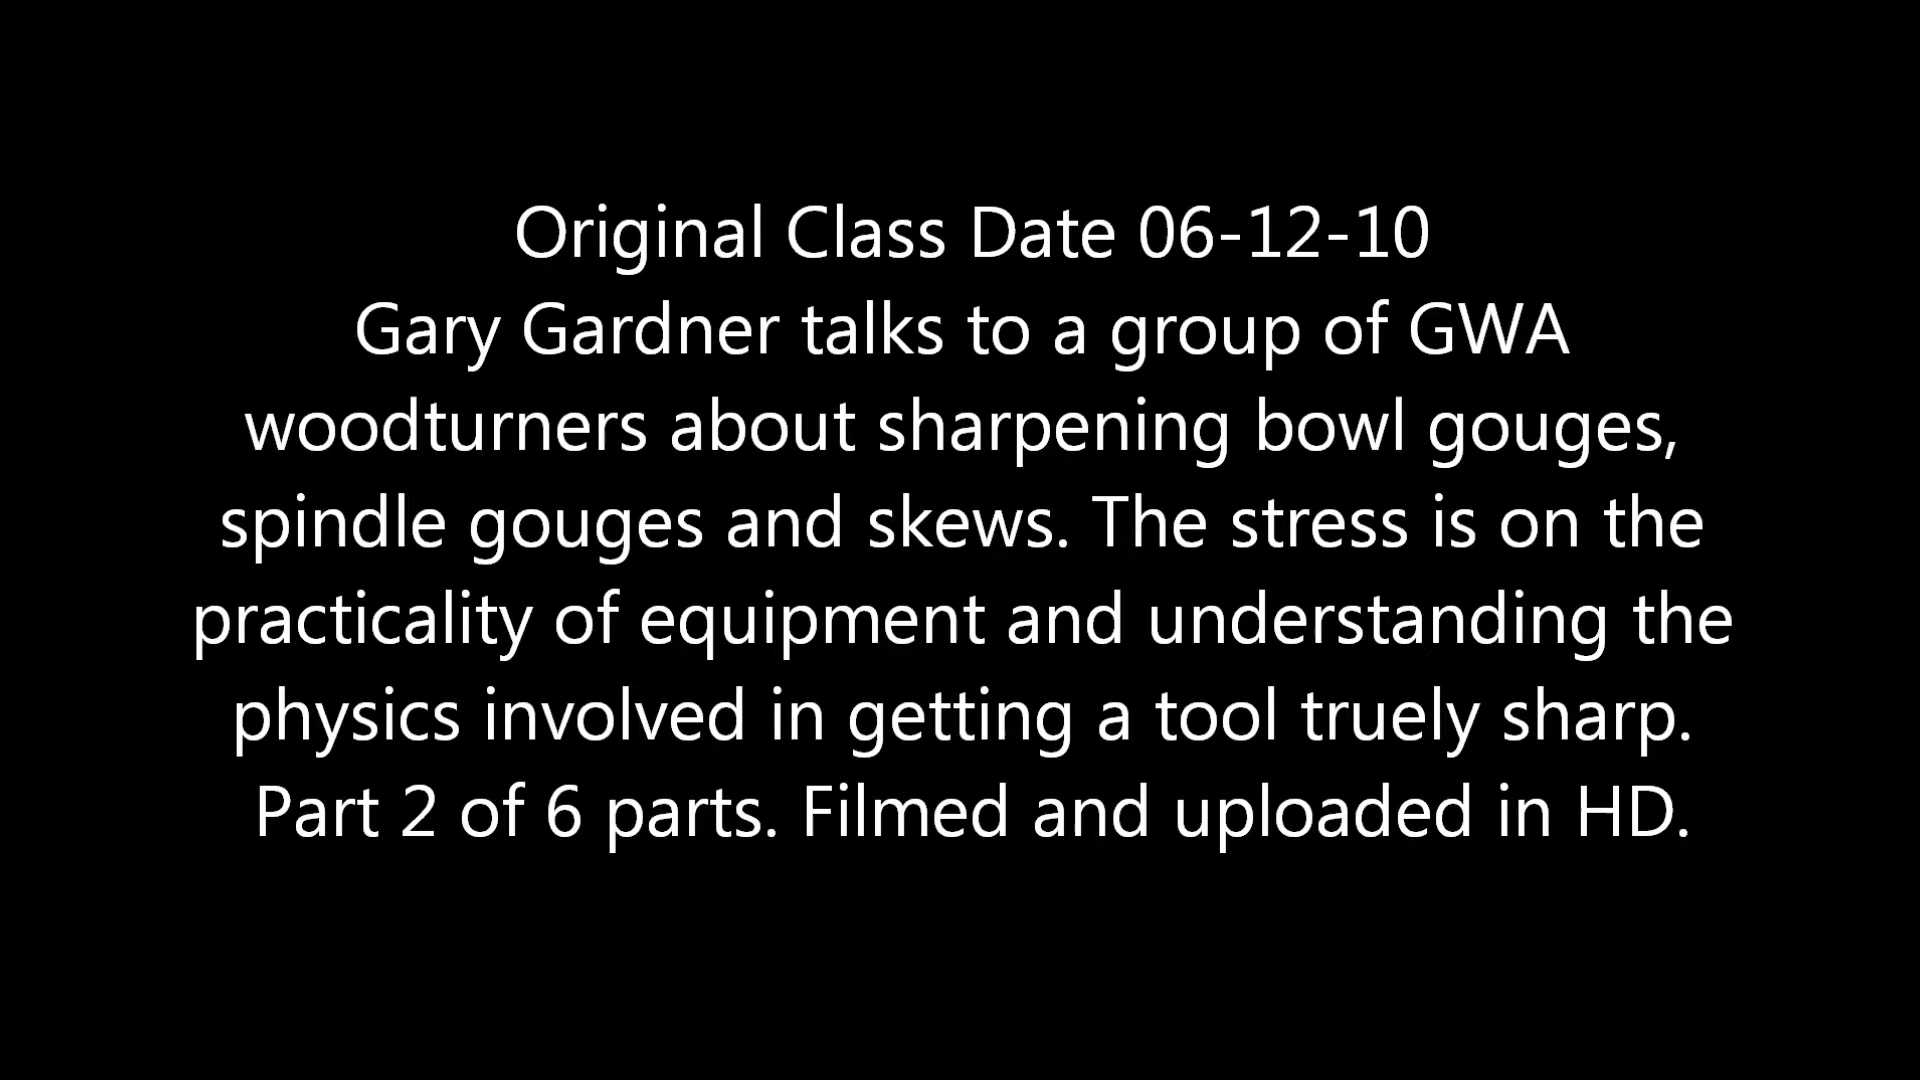 Original Class Date 06-12-10
Gary Gardner talks to a group of GWA
woodturners about sharpening bowl gouges,
spindle gouges and skews. The stress is on the
practicality of equipment and understanding the
physics involved in getting a tool truely sharp.
Part 2 of 6 parts. Filmed and uploaded in HD.